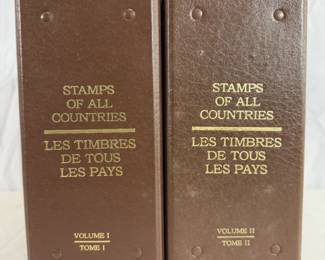 STAMPS
OF ALL
COUNTRIES
LES TIMBRES
DE TOUS
LES PAYS
VOLUME I
TOME I
STAMPS
OF ALL
COUNTRIES
LES TIMBRES
DE TOUS
LES PAYS
VOLUME II
TOME II